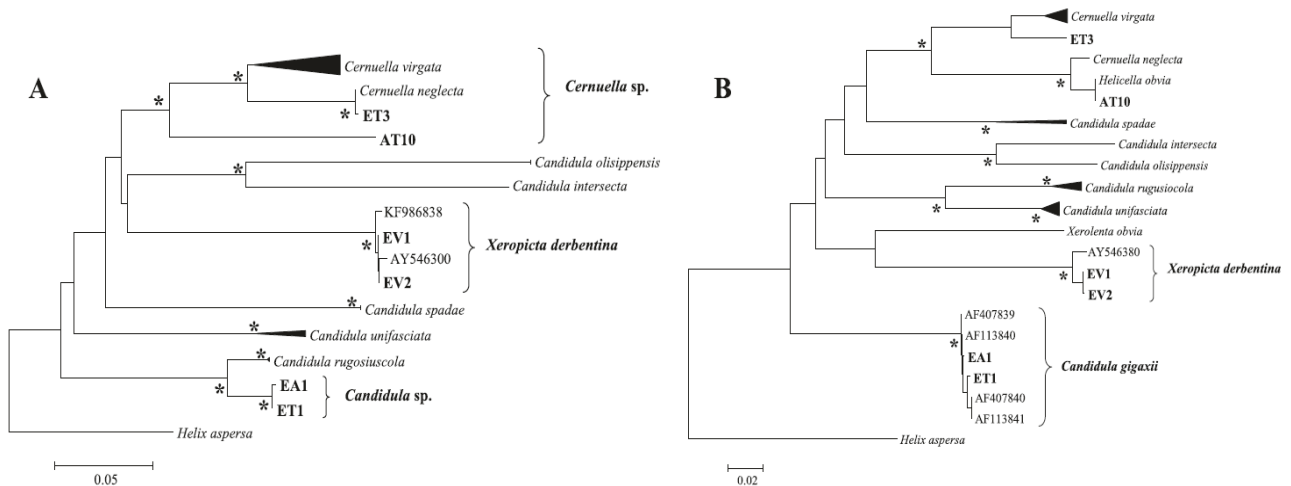 A
Cernuella virgata
Cernuella neglecta
ET3
AT10
Cernuella sp.
Candidula olisippensis
Candidula intersecta
KF986838
EV1
AY546300
EV2
Xeropicta derbentina
Candidula spadae
Candidula unifasciata
Candidula rugosiuscola
EA1
ET1
Candidula sp.
Helix aspersa
0.05
B
Cernuella virgata
ET3
Cernuella neglecta
Helicella obvia
AT10
Candidula spadae
Candidula intersecta
Candidula olisippensis
Candidula rugusiocola
Candidula unifasciata
Xerolenta obvia
AY546380
EV1
EV2
Xeropicta derbentina
AF407839
AF113840
EA1
ET1
AF407840
AF113841
Candidula gigaxii
Helix aspersa
0.02